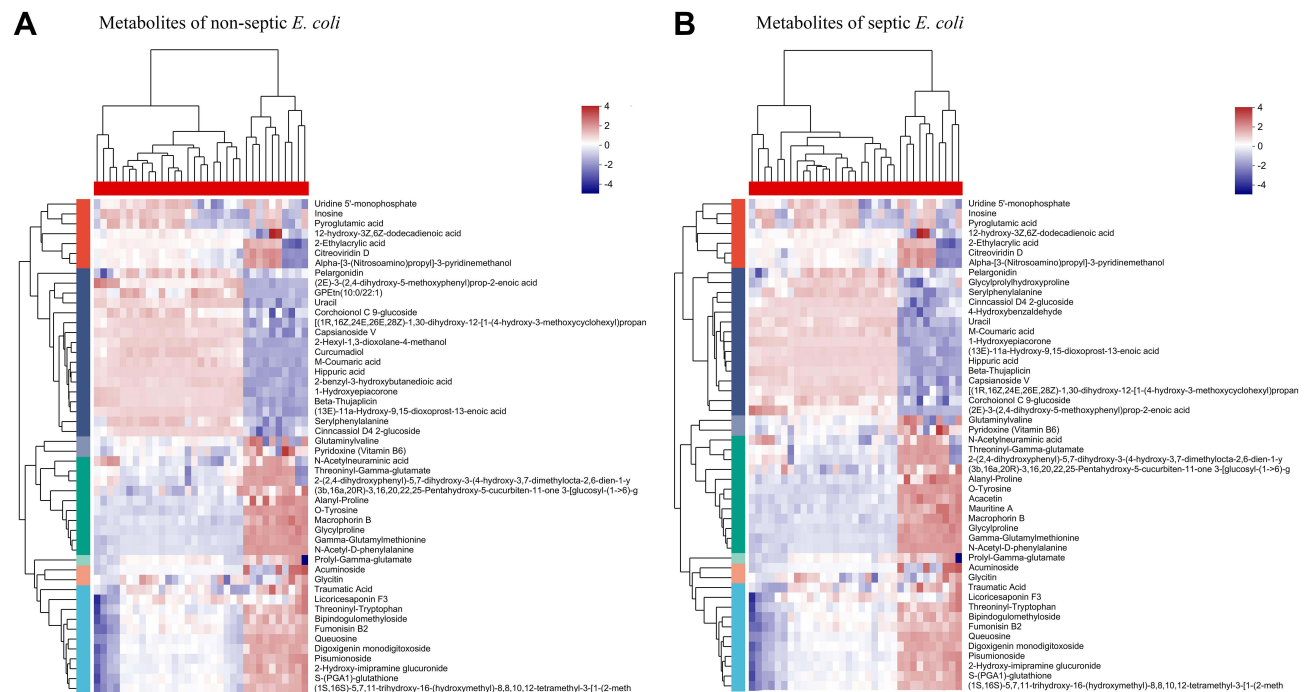 A
Metabolites of non-septic E. coli
4
2
0
-2
-4
Uridine 5'-monophosphate
Inosine
Pyroglutamic acid
12-hydroxy-3Z,6Z-dodecadienoic acid
2-Ethylacrylic acid
Citreoviridin D
Alpha-[3-(Nitrosoamino)propyl]-3-pyridinemethanol
Pelargonidin
(2E)-3-(2,4-dihydroxy-5-methoxyphenyl)prop-2-enoic acid
GPEtn(10:0/22:1)
Uracil
Corchoionol C 9-glucoside
[(1R,16Z,24E,26E,28Z)-1,30-dihydroxy-12-[1-(4-hydroxy-3-methoxycyclohexyl)propan
Capsianoside V
2-Hexyl-1,3-dioxolane-4-methanol
Curcumadiol
M-Coumaric acid
Hippuric acid
2-benzyl-3-hydroxybutanedioic acid
1-Hydroxyepiacorone
Beta-Thujaplicin
(13E)-11a-Hydroxy-9,15-dioxoprost-13-enoic acid
Serylphenylalanine
Cinncassiol D4 2-glucoside
Glutaminylvaline
Pyridoxine (Vitamin B6)
N-Acetylneuraminic acid
Threoninyl-Gamma-glutamate
2-(2,4-dihydroxyphenyl)-5,7-dihydroxy-3-(4-hydroxy-3,7-dimethylocta-2,6-dien-1-y
(3b,16a,20R)-3,16,20,22,25-Pentahydroxy-5-cucurbiten-11-one 3-[glucosyl-(1->6)-g
Alanyl-Proline
O-Tyrosine
Macrophorin B
Glycylproline
Gamma-Glutamylmethionine
N-Acetyl-D-phenylalanine
Prolyl-Gamma-glutamate
Acuminoside
Glycitin
Traumatic Acid
Licoricesaponin F3
Threoninyl-Tryptophan
Bipindogulomethyloside
Fumonisin B2
Queuosine
Digoxigenin monodigitoxoside
Pisumionoside
2-Hydroxy-imipramine glucuronide
S-(PGA1)-glutathione
(1S,16S)-5,7,11-trihydroxy-16-(hydroxymethyl)-8,8,10,12-tetramethyl-3-[1-(2-meth
B
Metabolites of septic E. coli
4
2
0
-2
-4
Uridine 5'-monophosphate
Inosine
Pyroglutamic acid
12-hydroxy-3Z,6Z-dodecadienoic acid
2-Ethylacrylic acid
Citreoviridin D
Alpha-[3-(Nitrosoamino)propyl]-3-pyridinemethanol
Pelargonidin
Glycylprolylhydroxyproline
Serylphenylalanine
Cinncassiol D4 2-glucoside
4-Hydroxybenzaldehyde
Uracil
M-Coumaric acid
1-Hydroxyepiacorone
(13E)-11a-Hydroxy-9,15-dioxoprost-13-enoic acid
Hippuric acid
Beta-Thujaplicin
Capsianoside V
[(1R,16Z,24E,26E,28Z)-1,30-dihydroxy-12-[1-(4-hydroxy-3-methoxycyclohexyl)propan
Corchoionol C 9-glucoside
(2E)-3-(2,4-dihydroxy-5-methoxyphenyl)prop-2-enoic acid
Glutaminylvaline
Pyridoxine (Vitamin B6)
N-Acetylneuraminic acid
Threoninyl-Gamma-glutamate
2-(2,4-dihydroxyphenyl)-5,7-dihydroxy-3-(4-hydroxy-3,7-dimethylocta-2,6-dien-1-y
(3b,16a,20R)-3,16,20,22,25-Pentahydroxy-5-cucurbiten-11-one 3-[glucosyl-(1->6)-g
Alanyl-Proline
O-Tyrosine
Acacetin
Mauritine A
Macrophorin B
Glycylproline
Gamma-Glutamylmethionine
N-Acetyl-D-phenylalanine
Prolyl-Gamma-glutamate
Acuminoside
Glycitin
Traumatic Acid
Licoricesaponin F3
Threoninyl-Tryptophan
Bipindogulomethyloside
Fumonisin B2
Queuosine
Digoxigenin monodigitoxoside
Pisumionoside
2-Hydroxy-imipramine glucuronide
S-(PGA1)-glutathione
(1S,16S)-5,7,11-trihydroxy-16-(hydroxymethyl)-8,8,10,12-tetramethyl-3-[1-(2-meth